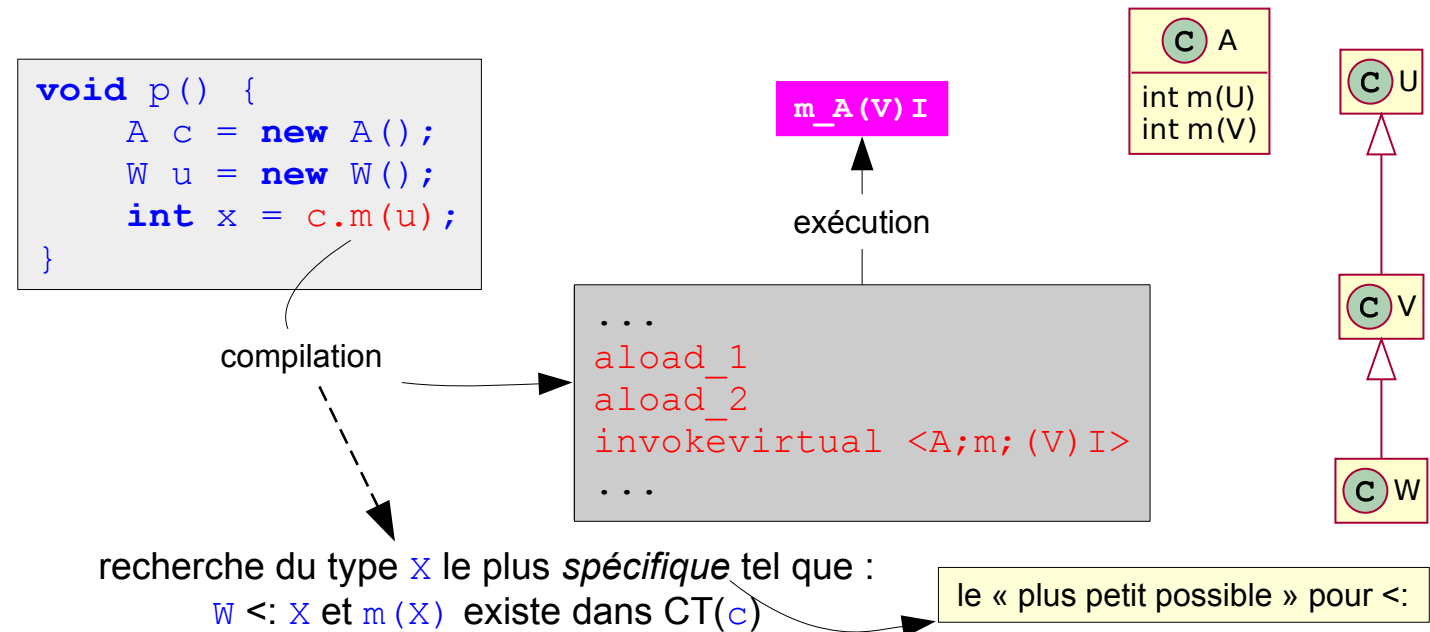 void p() {
A c = new A();
W u = new W();
int x = c.m(u);
}
m_A(V)I
C A
int m(U)
int m(V)
C U
exécution
C V
compilation
...
aload_1
aload_2
invokevirtual <A;m;(V)I>
...
C W
recherche du type X le plus spécifique tel que :
W <: X et m(X) existe dans CT(c)
le « plus petit possible » pour <: